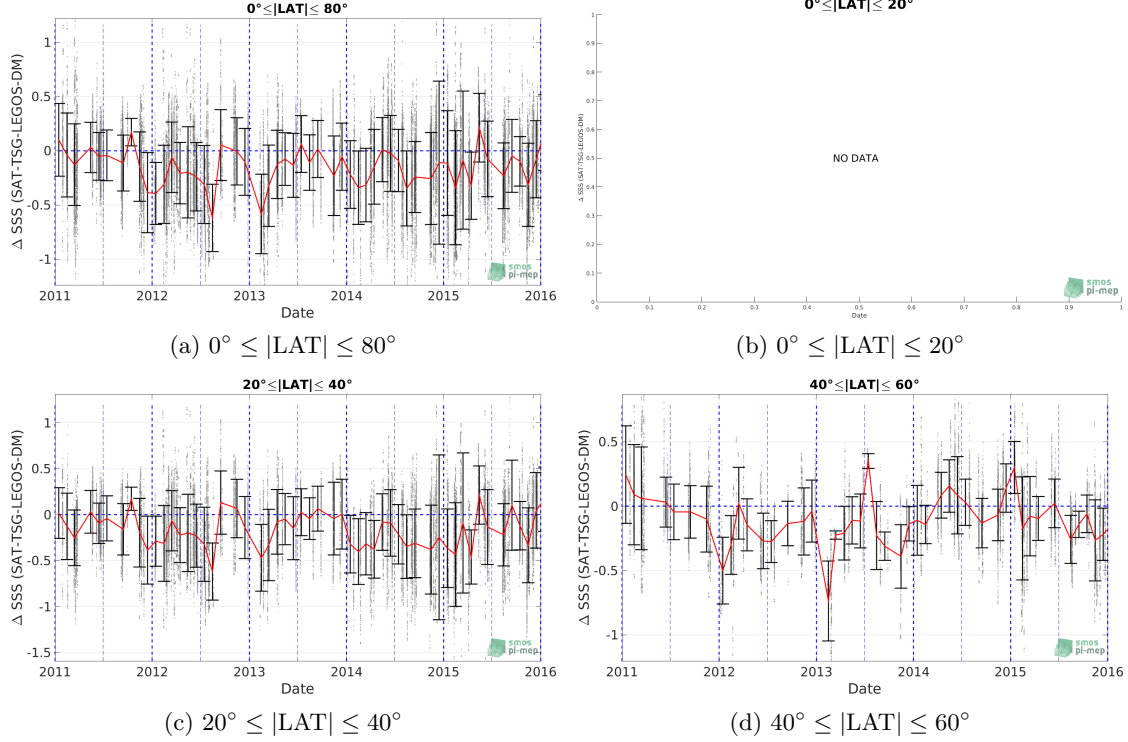 0°≤|LAT|≤ 80°
Δ SSS (SAT-TSG-LEGOS-DM)
1
0.5
0
-0.5
-1
2011 2012 2013 2014 2015 2016
Date
smos
pi-mep
(a) 0° ≤ |LAT| ≤ 80°
0°≤|LAT|≤ 20°
Δ SSS (SAT-TSG-LEGOS-DM)
1
0.9
0.8
0.7
0.6
0.5
0.4
0.3
0.2
0.1
0
NO DATA
0 0.1 0.2 0.3 0.4 0.5 0.6 0.7 0.8 0.9 1
Date
smos
pi-mep
(b) 0° ≤ |LAT| ≤ 20°
20°≤|LAT|≤ 40°
Δ SSS (SAT-TSG-LEGOS-DM)
1
0.5
0
-0.5
-1
-1.5
2011 2012 2013 2014 2015 2016
Date
smos
pi-mep
(c) 20° ≤ |LAT| ≤ 40°
40°≤|LAT|≤ 60°
Δ SSS (SAT-TSG-LEGOS-DM)
0.5
0
-0.5
-1
2011 2012 2013 2014 2015 2016
Date
smos
pi-mep
(d) 40° ≤ |LAT| ≤ 60°